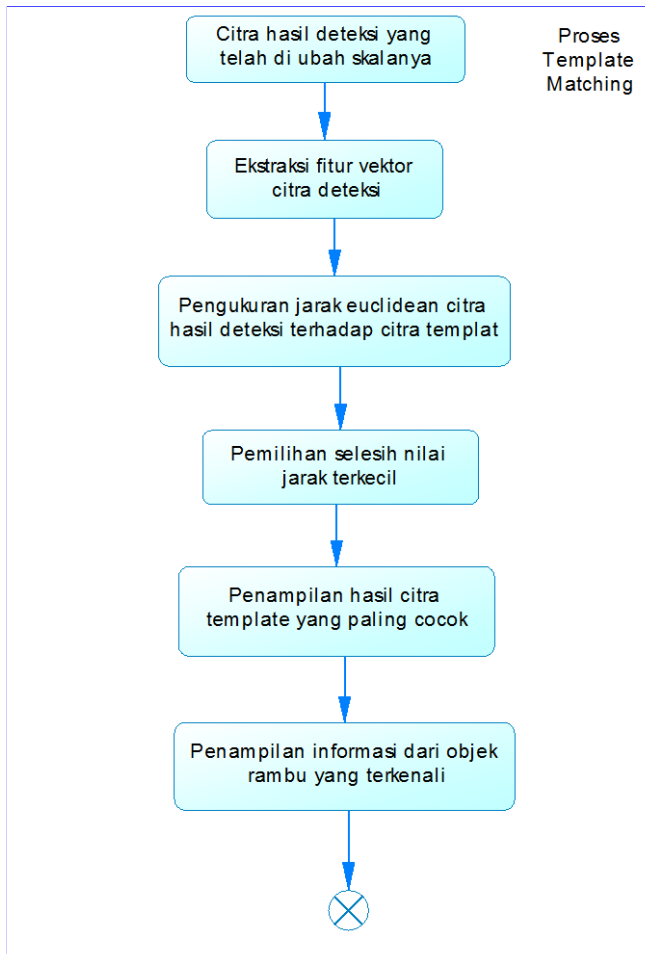 Citra hasil deteksi yang
telah di ubah skalanya
Proses
Template
Matching
Ekstraksi fitur vektor
citra deteksi
Pengukuran jarak euclidean citra
hasil deteksi terhadap citra templat
Pemilihan selesih nilai
jarak terkecil
Penampilan hasil citra
template yang paling cocok
Penampilan informasi dari objek
rambu yang terkenali